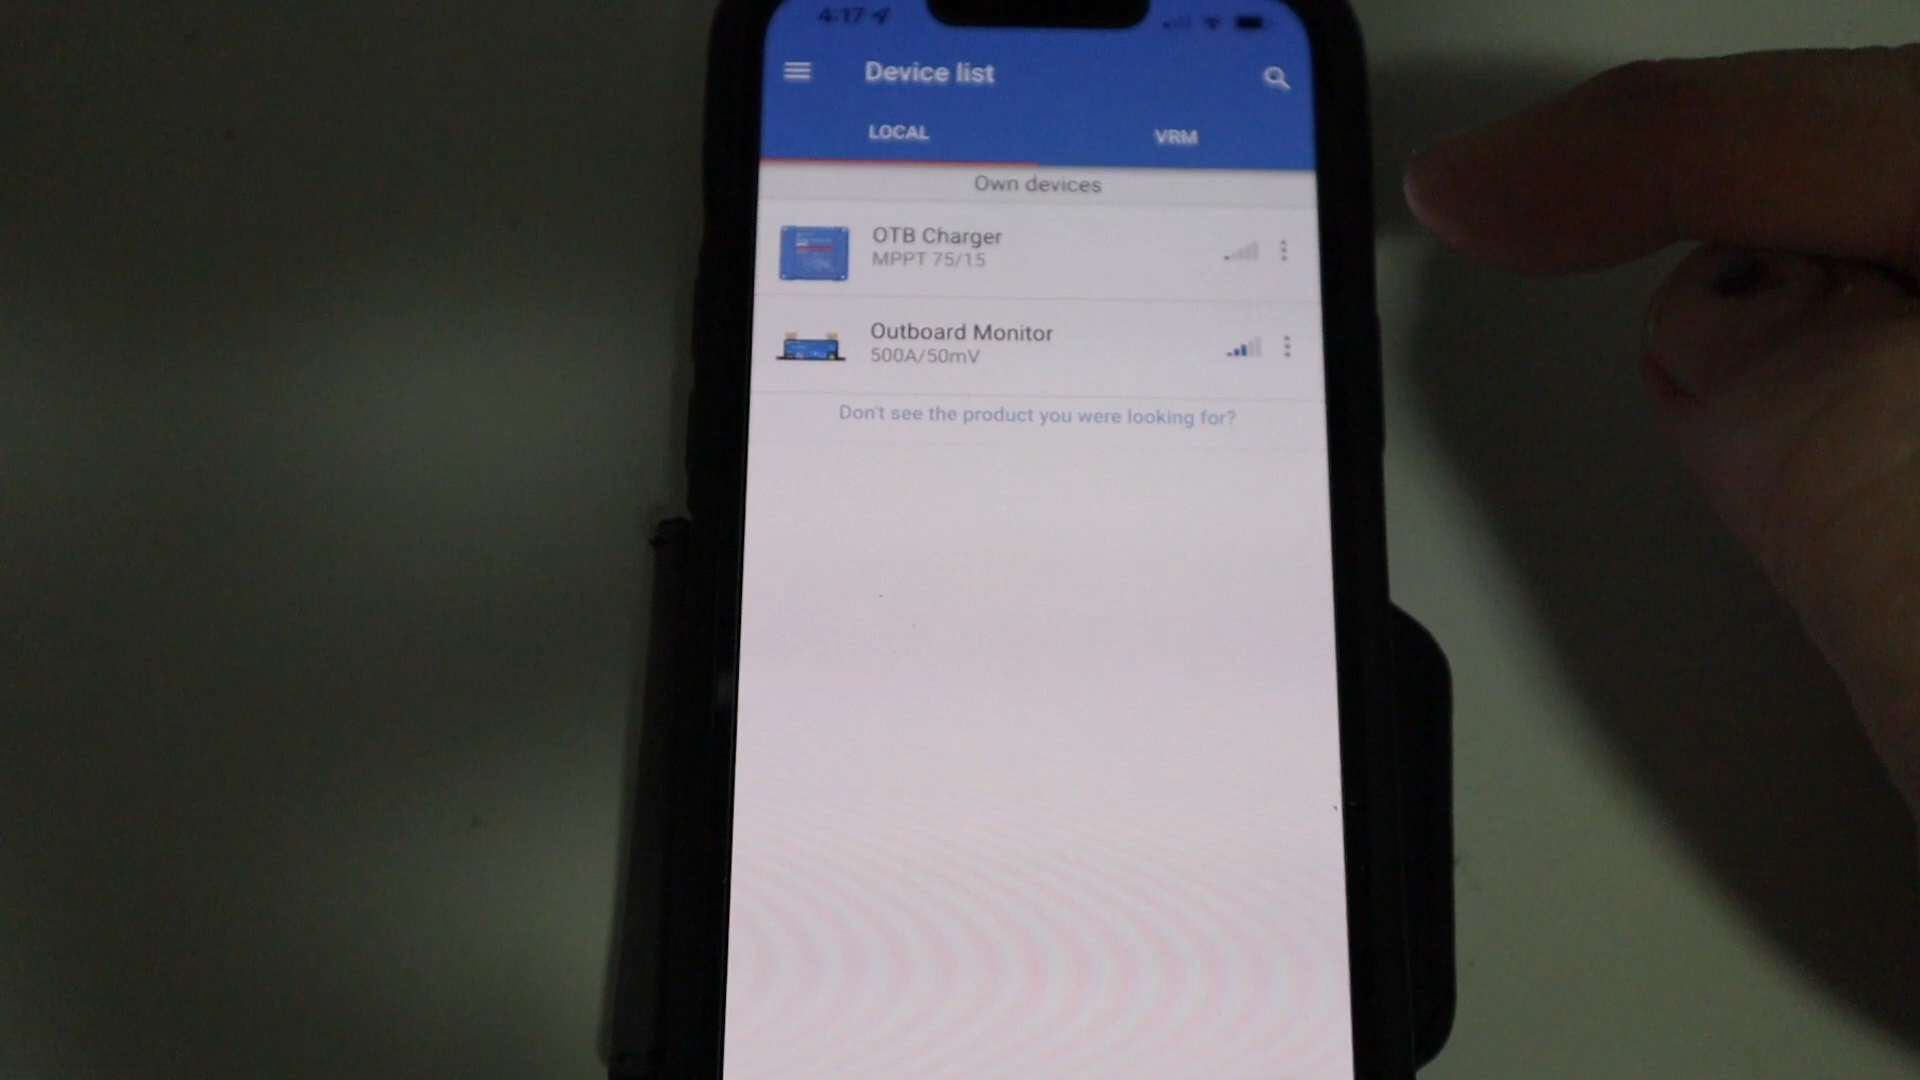 4:17
Device list
LOCAL
VRM
Own devices
OTB Charger
MPPT 75/15
Outboard Monitor
500A/50mV
Don't see the product you were looking for?